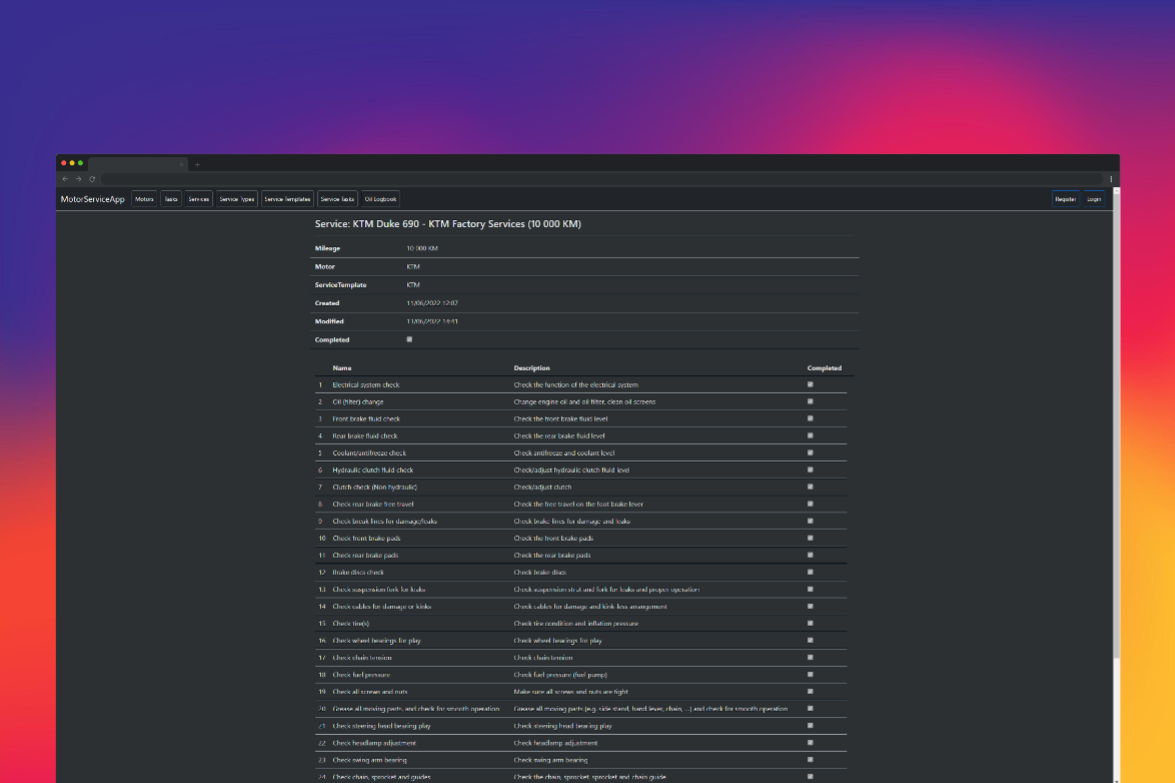 MotorServiceApp Motors Tasks Services Service Types Service Templates Service Tasks Oil Logbook Register Login
Service: KTM Duke 690 - KTM Factory Services (10 000 KM)
Mileage 10 000 KM
Motor KTM
ServiceTemplate KTM
Created 11/06/2022 12:07
Modified 11/06/2022 14:41
Completed
Name Description Completed
1 Electrical system check Check the function of the electrical system
2 Oil (filter) change Change engine oil and oil filter, clean oil screens
3 Front brake fluid check Check the front brake fluid level
4 Rear brake fluid check Check the rear brake fluid level
5 Coolant/antifreeze check Check antifreeze and coolant level
6 Hydraulic clutch fluid check Check/adjust hydraulic clutch fluid level
7 Clutch check (Non hydraulic) Check/adjust clutch
8 Check rear brake free travel Check the free travel on the foot brake lever
9 Check break lines for damage/leaks Check brake lines for damage and leaks
10 Check front brake pads Check the front brake pads
11 Check rear brake pads Check the rear brake pads
12 Brake discs check Check brake discs
13 Check suspension fork for leaks Check suspension strut and fork for leaks and proper operation
14 Check cables for damage or kinks Check cables for damage and kink-less arrangement
15 Check tire(s) Check tire condition and inflation pressure
16 Check wheel bearings for play Check wheel bearings for play
17 Check chain tension Check chain tension
18 Check fuel pressure Check fuel pressure (fuel pump)
19 Check all screws and nuts Make sure all screws and nuts are tight
20 Grease all moving parts, and check for smooth operation Grease all moving parts (e.g. side stand, hand lever, chain, ...) and check for smooth operation
21 Check steering head bearing play Check steering head bearing play
22 Check headlamp adjustment Check headlamp adjustment
23 Check swing arm bearing Check swing arm bearing
24 Check chain, sprocket and guides Check the chain, sprocket, sprocket and chain guide